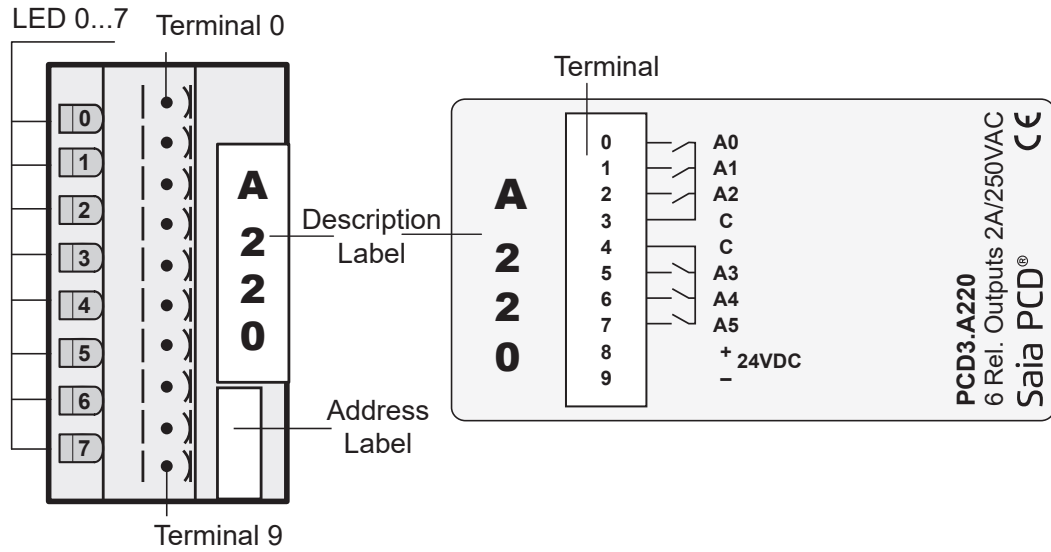 LED 0...7
Terminal 0
0
1
2
3
4
5
6
7
A
2
2
0
Description
Label
Address
Label
Terminal 9
Terminal
A
2
2
0
0 A0
1 A1
2 A2
3 C
4 C
5 A3
6 A4
7 A5
8 + 24VDC
9 –
PCD3.A220
6 Rel. Outputs 2A/250VAC
Saia PCD® CE